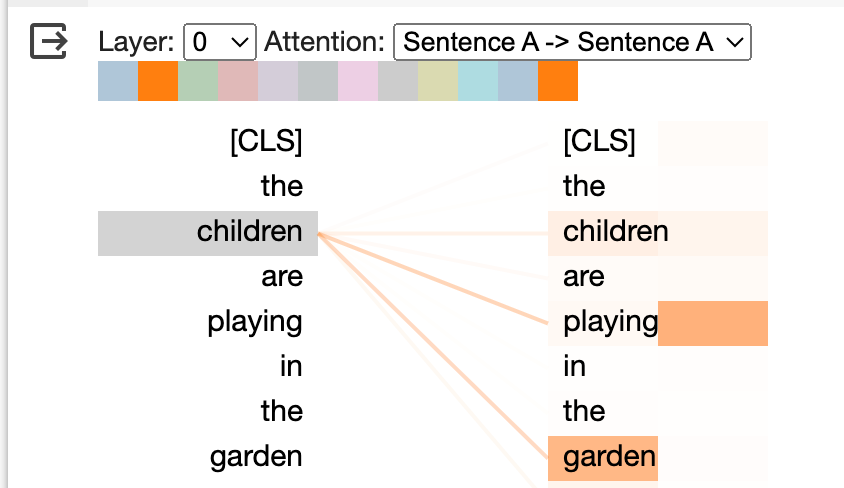 Layer: 0 Attention: Sentence A -> Sentence A
[CLS] [CLS]
the the
children children
are are
playing playing
in in
the the
garden garden